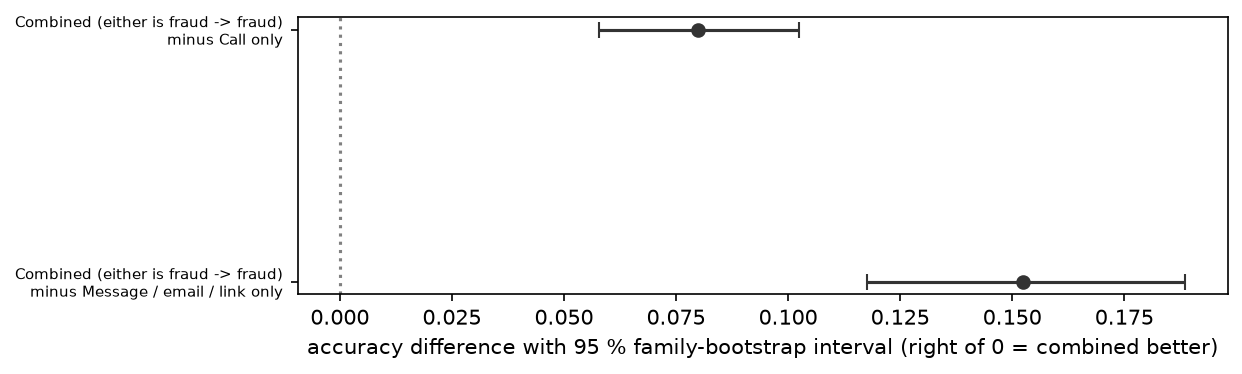 Combined (either is fraud -> fraud)
minus Call only
Combined (either is fraud -> fraud)
minus Message / email / link only
0.000 0.025 0.050 0.075 0.100 0.125 0.150 0.175
accuracy difference with 95 % family-bootstrap interval (right of 0 = combined better)